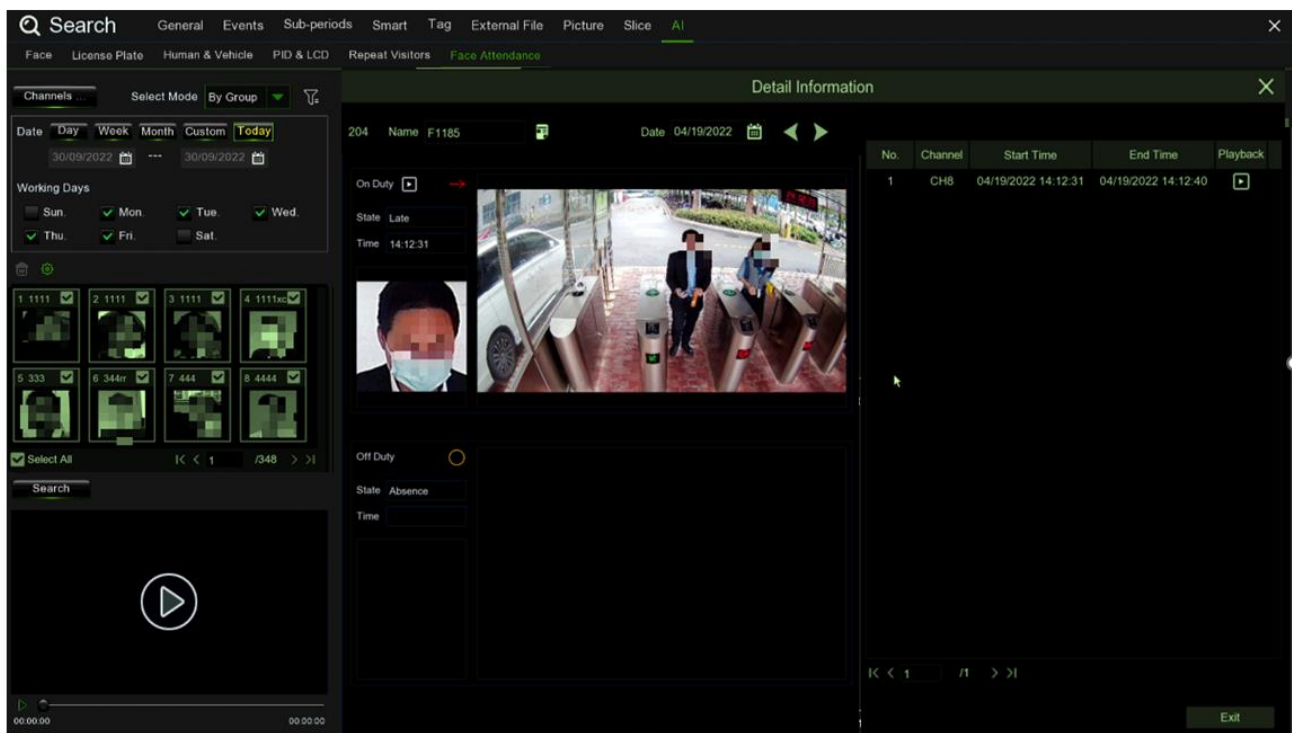 Search General Events Sub-periods Smart Tag External File Picture Slice AI
Face License Plate Human & Vehicle PID & LCD Repeat Visitors Face Attendance
Detail Information
Channels ... Select Mode By Group
Date Day Week Month Custom Today
30/09/2022 --- 30/09/2022
Working Days
Sun. Mon. Tue. Wed.
Thu. Fri. Sat.
1 1111 2 1111 3 1111 4 1111xc
5 333 6 344rr 7 444 8 4444
Select All 1 /348
Search
00:00:00 00:00:00
204 Name F1185 Date 04/19/2022
On Duty
State Late
Time 14:12:31
Off Duty
State Absence
Time
No. Channel Start Time End Time Playback
1 CH8 04/19/2022 14:12:31 04/19/2022 14:12:40
1 /1
Exit